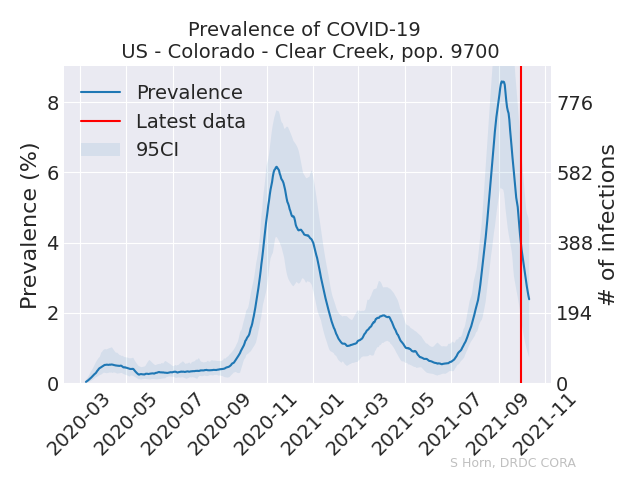 Prevalence of COVID-19
US - Colorado - Clear Creek, pop. 9700
Prevalence
Latest data
95CI
Prevalence (%)
8
6
4
2
0
776
582
388
194
0
# of infections
2020-03
2020-05
2020-07
2020-09
2020-11
2021-01
2021-03
2021-05
2021-07
2021-09
2021-11
S Horn, DRDC CORA